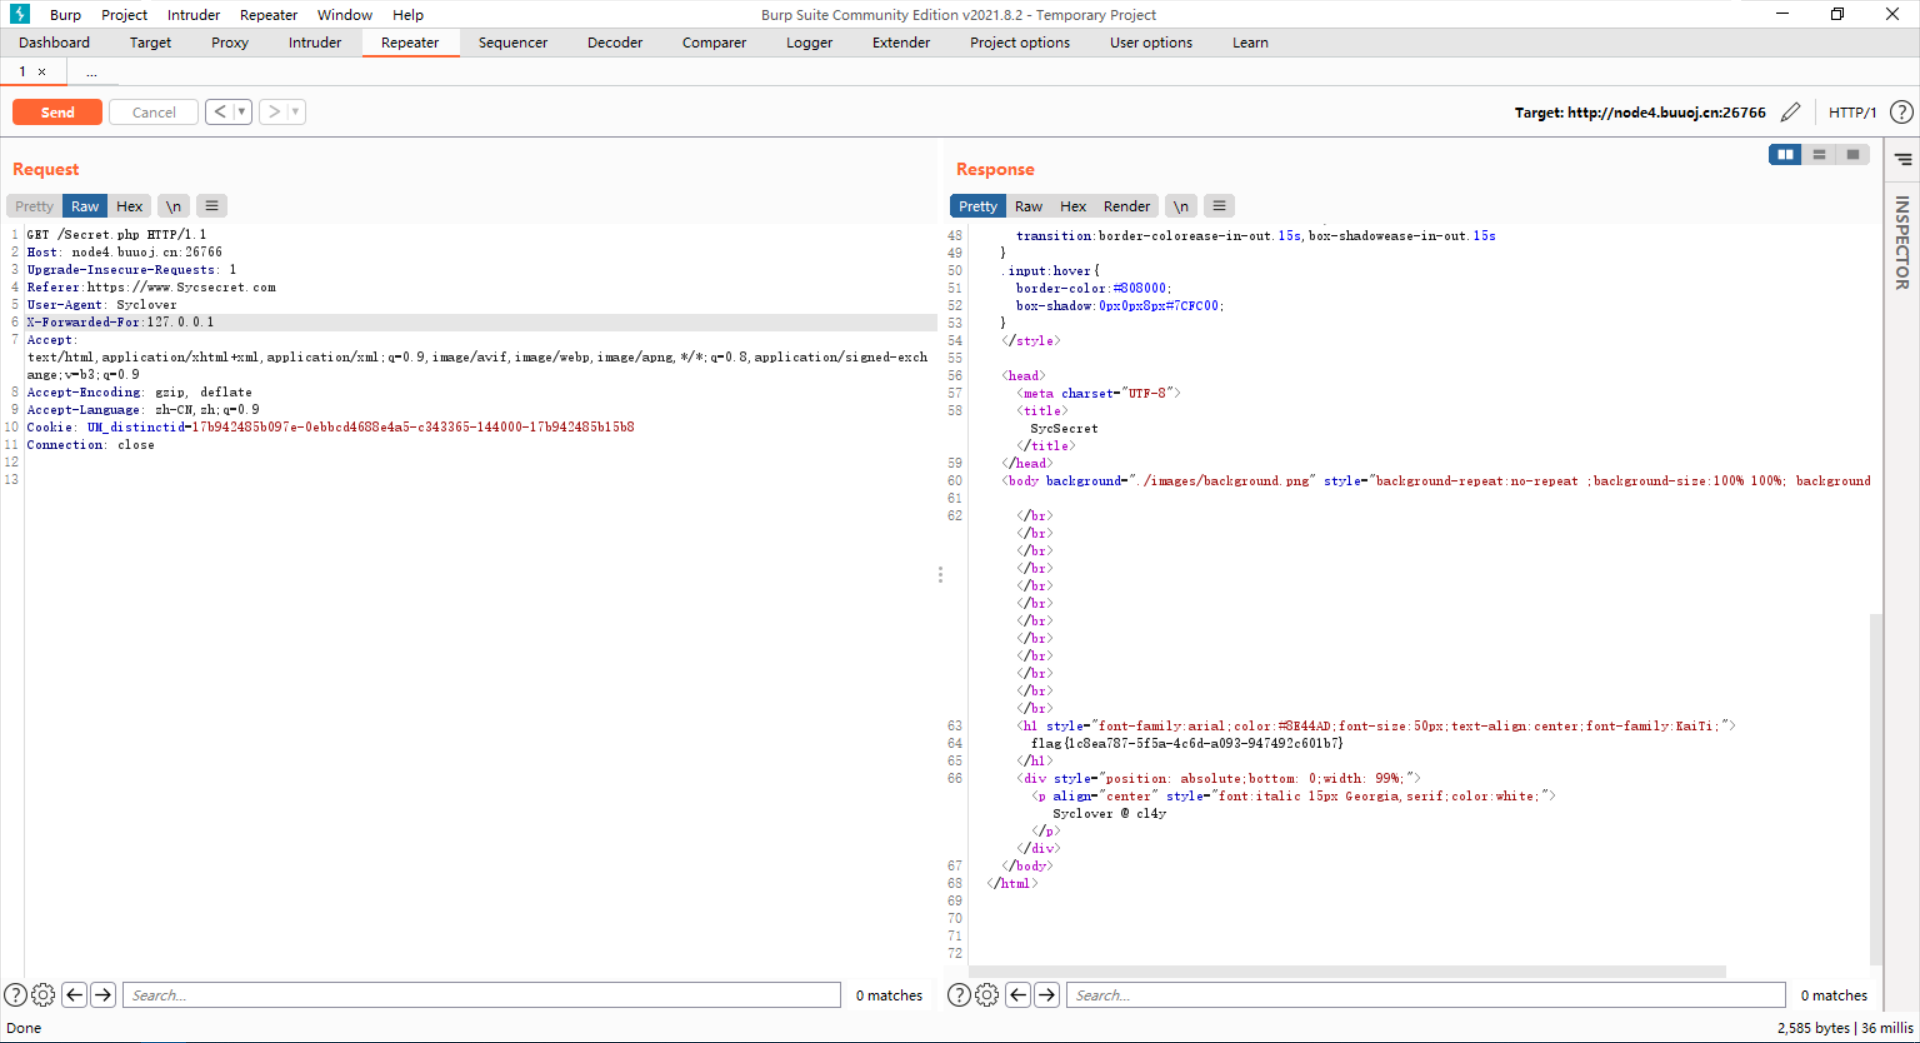 Burp Project Intruder Repeater Window Help
Burp Suite Community Edition v2021.8.2 - Temporary Project
Dashboard Target Proxy Intruder Repeater Sequencer Decoder Comparer Logger Extender Project options User options Learn
1 × ...
Send Cancel < ▼ > ▼
Target: http://node4.buuoj.cn:26766 HTTP/1 ?
Request
Pretty Raw Hex \n ≡
1 GET /Secret.php HTTP/1.1
2 Host: node4.buuoj.cn:26766
3 Upgrade-Insecure-Requests: 1
4 Referer:https://www.Sycsecret.com
5 User-Agent: Syclover
6 X-Forwarded-For:127.0.0.1
7 Accept:
text/html,application/xhtml+xml,application/xml;q=0.9,image/avif,image/webp,image/apng,*/*;q=0.8,application/signed-exch
ange;v=b3;q=0.9
8 Accept-Encoding: gzip, deflate
9 Accept-Language: zh-CN,zh;q=0.9
10 Cookie: UM_distinctid=17b942485b097e-0ebbcd4688e4a5-c343365-144000-17b942485b15b8
11 Connection: close
12
13
? Search... 0 matches
Response
Pretty Raw Hex Render \n ≡
48 transition:border-colorease-in-out.15s,box-shadowease-in-out.15s
49 }
50 .input:hover{
51 border-color:#808000;
52 box-shadow:0px0px8px#7CFC00;
53 }
54 </style>
55
56 <head>
57 <meta charset="UTF-8">
58 <title>
SycSecret
</title>
59 </head>
60 <body background="./images/background.png" style="background-repeat:no-repeat ;background-size:100% 100%; background
61
62 </br>
</br>
</br>
</br>
</br>
</br>
</br>
</br>
</br>
</br>
</br>
</br>
63 <h1 style="font-family:arial;color:#8E44AD;font-size:50px;text-align:center;font-family:KaiTi;">
64 flag{1c8ea787-5f5a-4c6d-a093-947492c601b7}
65 </h1>
66 <div style="position: absolute;bottom: 0;width: 99%;">
<p align="center" style="font:italic 15px Georgia,serif;color:white;">
Syclover @ cl4y
</p>
</div>
67 </body>
68 </html>
69
70
71
72
? Search... 0 matches
INSPECTOR
Done
2,585 bytes | 36 millis